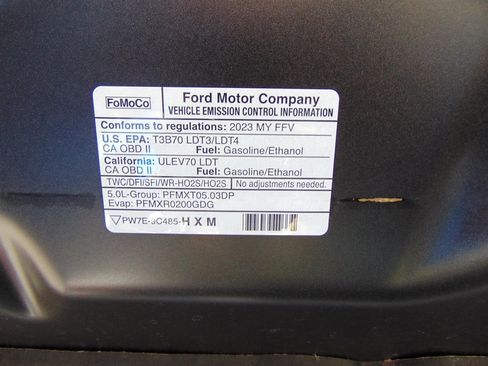 FoMoCo
Ford Motor Company
VEHICLE EMISSION CONTROL INFORMATION
Conforms to regulations: 2023 MY FFV
U.S. EPA: T3B70 LDT3/LDT4
CA OBD II Fuel: Gasoline/Ethanol
California: ULEV70 LDT
CA OBD II Fuel: Gasoline/Ethanol
TWC/DFI/SFI/WR-HO2S/HO2S No adjustments needed.
5.0L-Group: PFMXT05.03DP
Evap: PFMXR0200GDG
PW7E-9C485-H X M